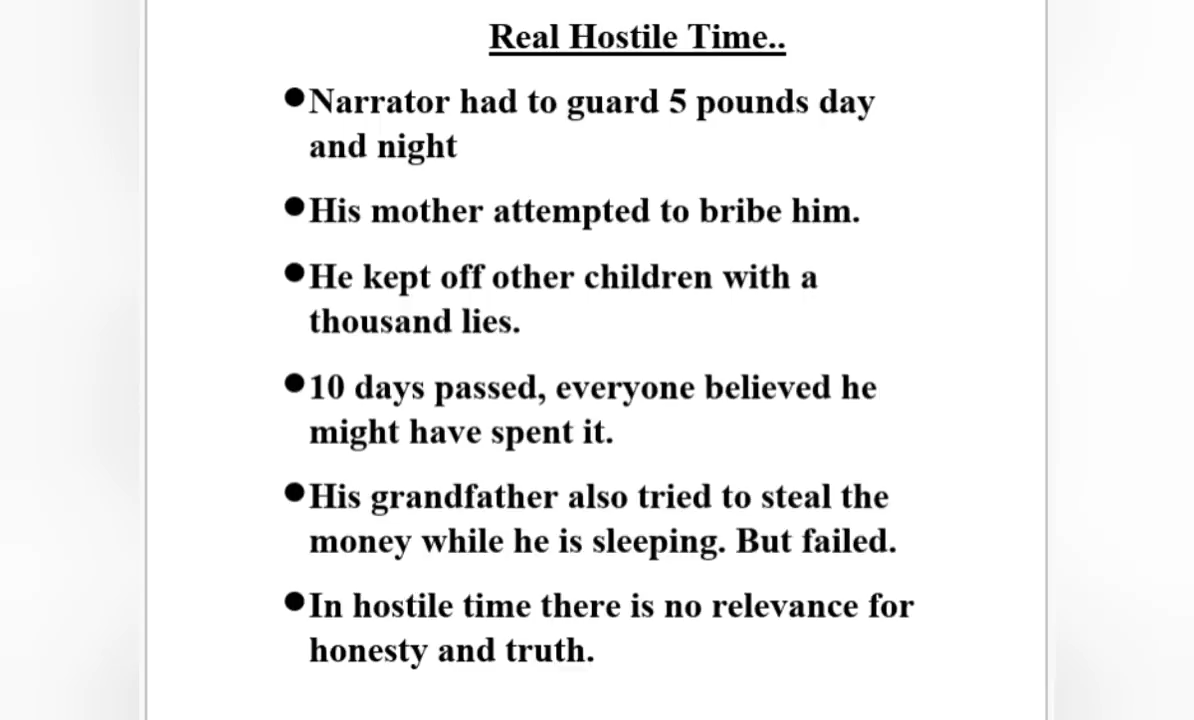 Real Hostile Time..
●Narrator had to guard 5 pounds day
and night
●His mother attempted to bribe him.
●He kept off other children with a
thousand lies.
●10 days passed, everyone believed he
might have spent it.
●His grandfather also tried to steal the
money while he is sleeping. But failed.
●In hostile time there is no relevance for
honesty and truth.